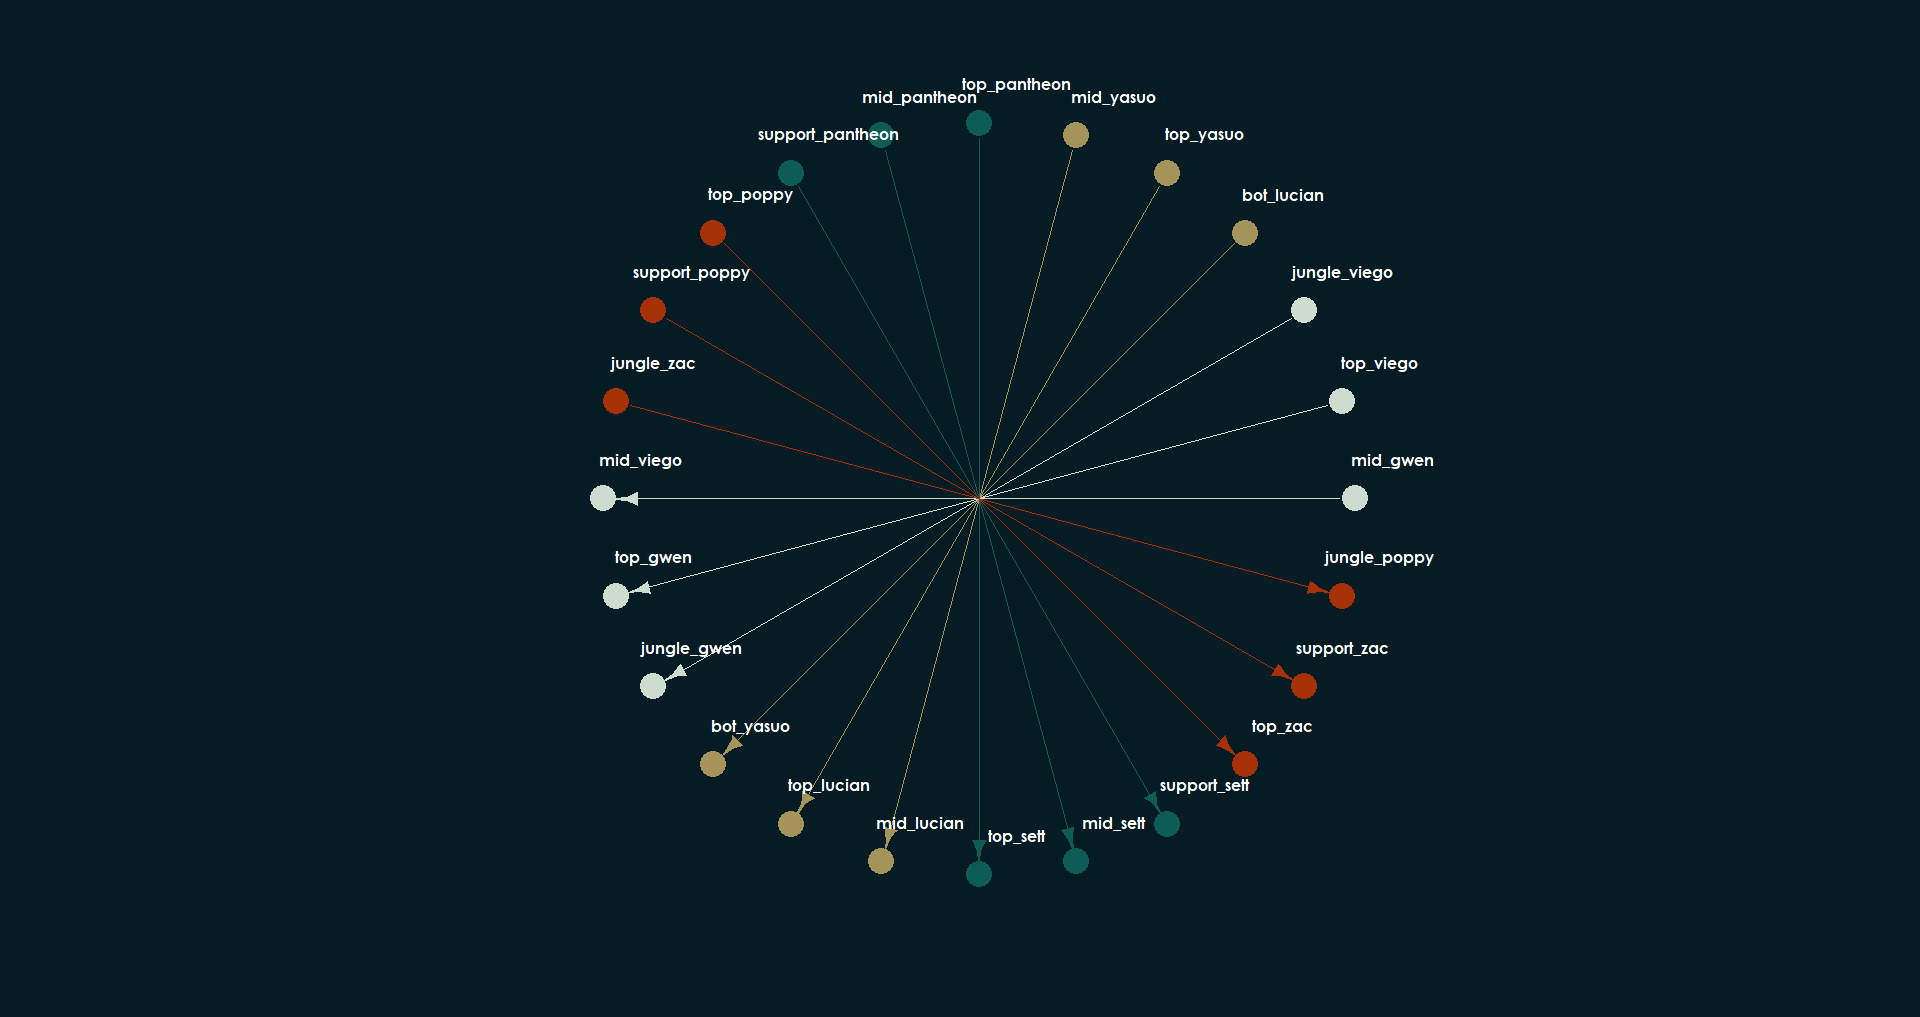 top_pantheon
mid_pantheon
mid_yasuo
support_pantheon
top_yasuo
top_poppy
bot_lucian
support_poppy
jungle_viego
jungle_zac
top_viego
mid_viego
mid_gwen
top_gwen
jungle_poppy
jungle_gwen
support_zac
bot_yasuo
top_zac
top_lucian
support_sett
mid_lucian
mid_sett
top_sett